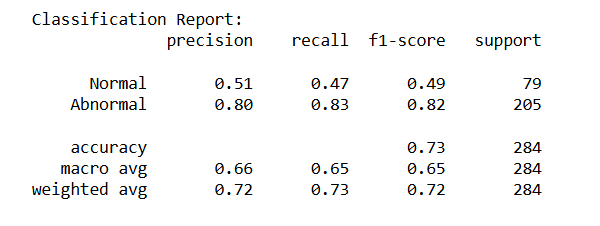 Classification Report:
precision recall f1-score support
Normal 0.51 0.47 0.49 79
Abnormal 0.80 0.83 0.82 205
accuracy 0.73 284
macro avg 0.66 0.65 0.65 284
weighted avg 0.72 0.73 0.72 284